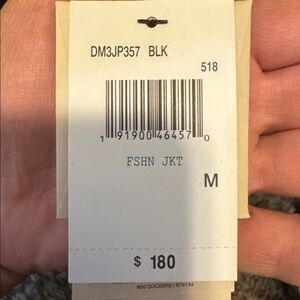 DM3JP357 BLK
518
1 91900 46457 0
FSHN JKT
M
$ 180